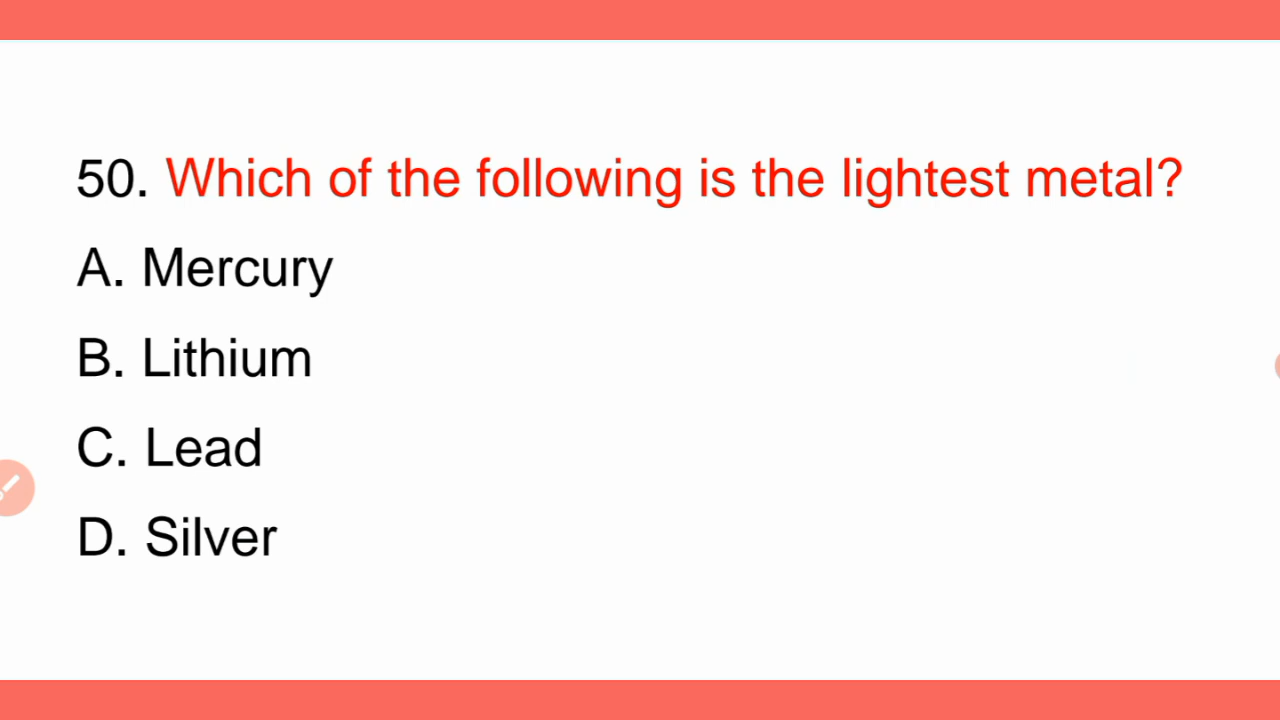 50. Which of the following is the lightest metal?
A. Mercury
B. Lithium
C. Lead
D. Silver